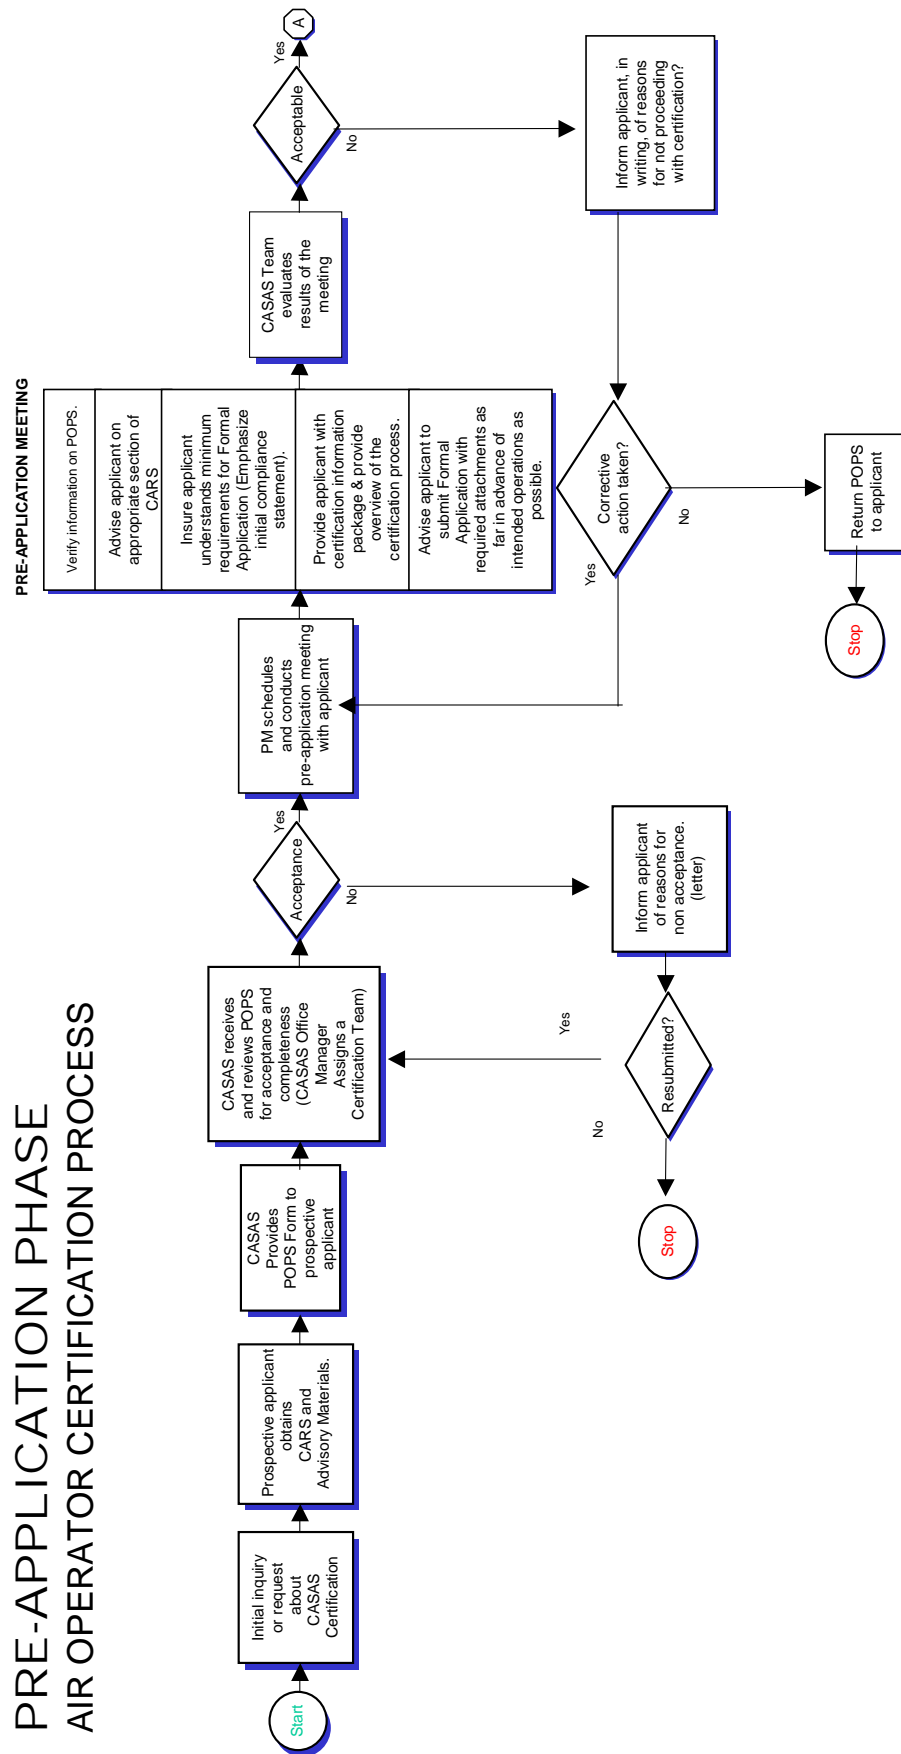 PRE-APPLICATION PHASE
AIR OPERATOR CERTIFICATION PROCESS
Start
Initial inquiry
or request
about
CASAS
Certification
Prospective applicant
obtains
CARS and
Advisory Materials.
CASAS
Provides
POPS Form to
prospective
applicant
CASAS receives
and reviews POPS
for acceptance and
completeness
(CASAS Office
Manager
Assigns a
Certification Team)
Acceptance
Yes
No
Inform applicant
of reasons for
non acceptance.
(letter)
Resubmitted?
Yes
No
Stop
PM schedules
and conducts
pre-application meeting
with applicant
PRE-APPLICATION MEETING
Verify information on POPS.
Advise applicant on
appropriate section of
CARS
Insure applicant
understands minimum
requirements for Formal
Application (Emphasize
initial compliance
statement).
Provide applicant with
certification information
package & provide
overview of the
certification process.
Advise applicant to
submit Formal
Application with
required attachments as
far in advance of
intended operations as
possible.
CASAS Team
evaluates
results of the
meeting
Acceptable
Yes
A
No
Inform applicant, in
writing, of reasons
for not proceeding
with certification?
Corrective
action taken?
Yes
No
Return POPS
to applicant
Stop